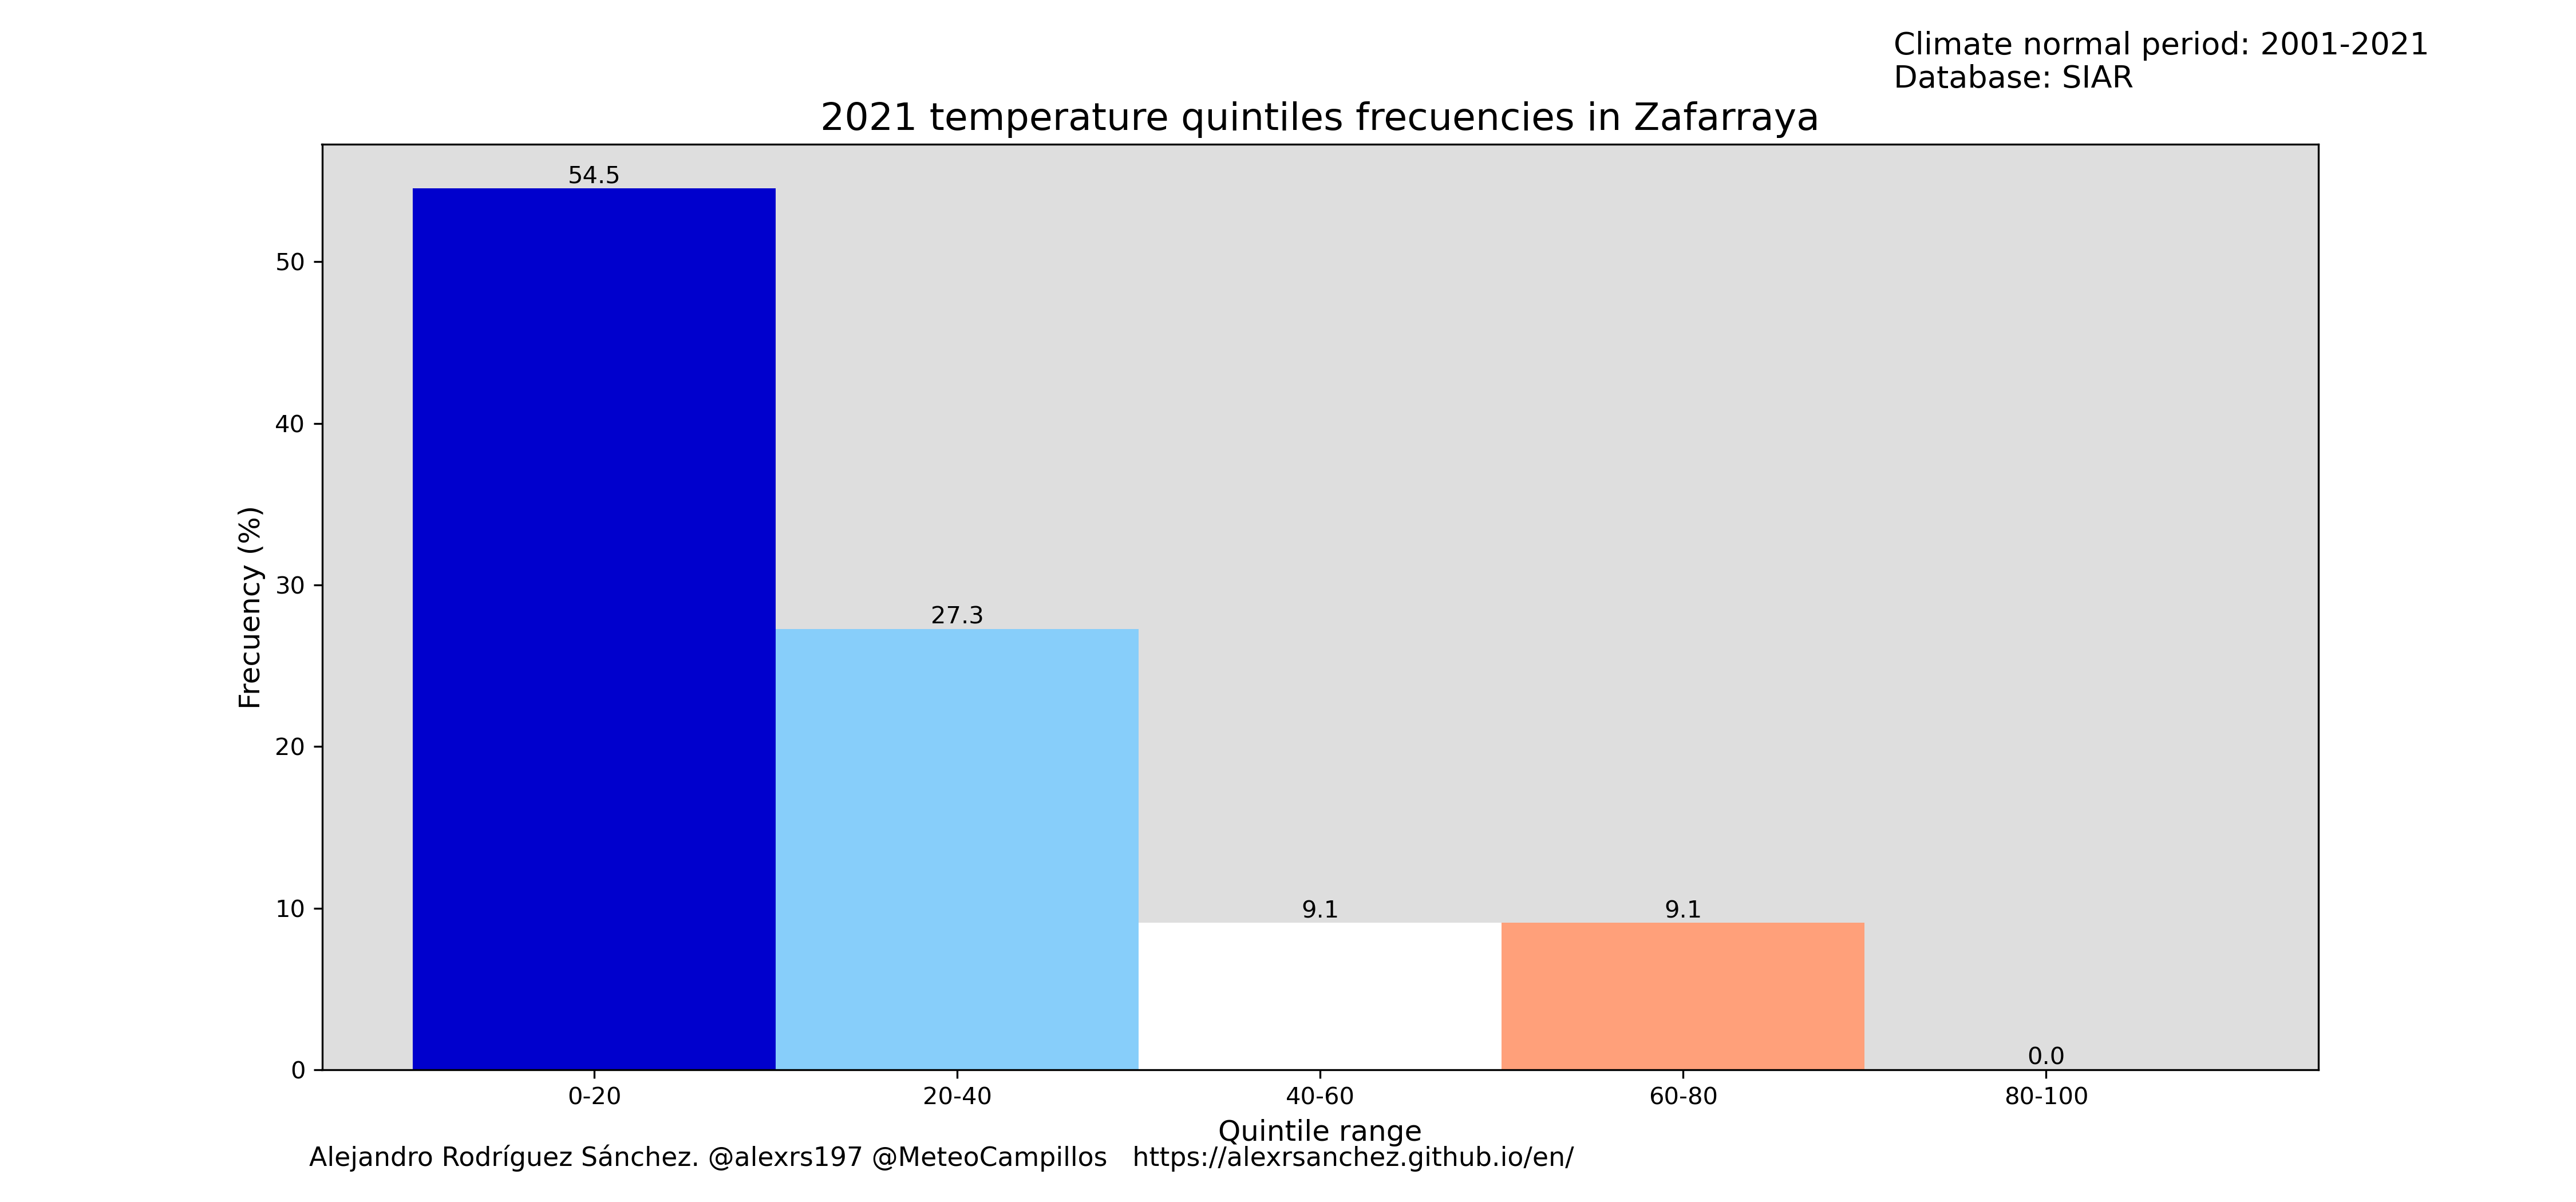 Climate normal period: 2001-2021
Database: SIAR
2021 temperature quintiles frecuencies in Zafarraya
54.5
27.3
9.1
9.1
0.0
50
40
30
20
10
0
Frecuency (%)
0-20
20-40
40-60
60-80
80-100
Quintile range
Alejandro Rodríguez Sánchez. @alexrs197 @MeteoCampillos https://alexrsanchez.github.io/en/